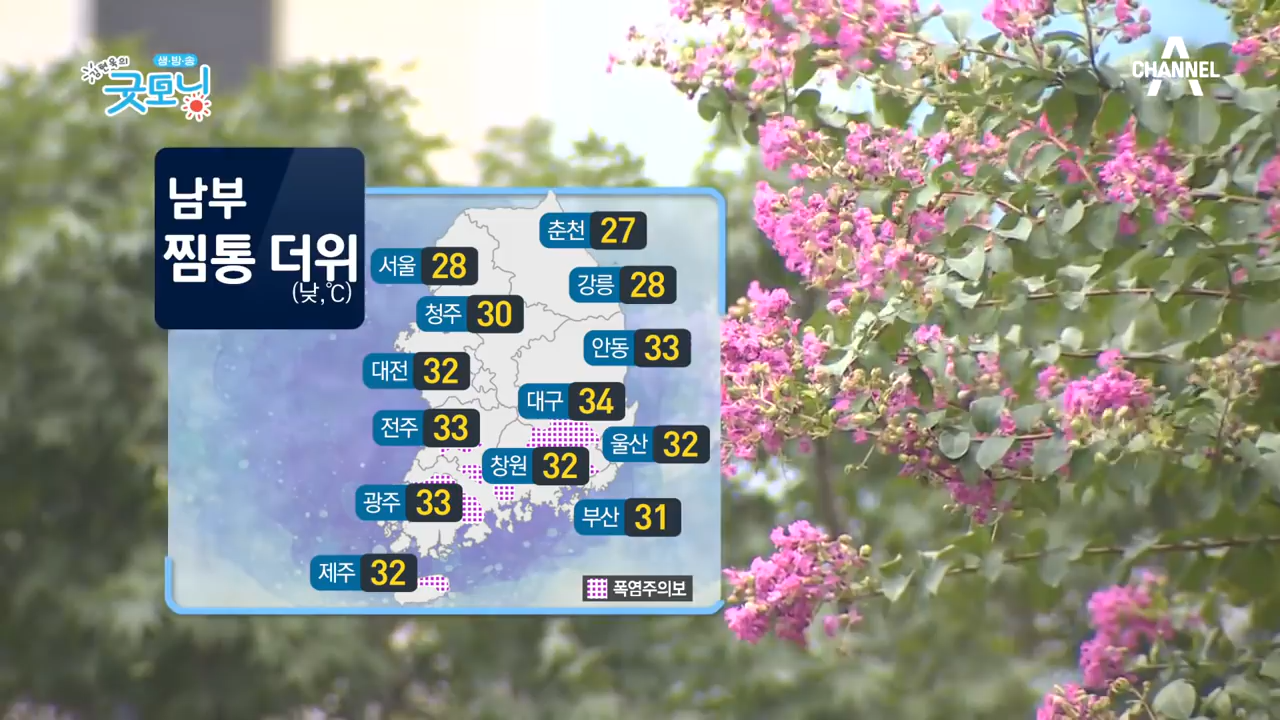 생·방·송
굿모닝
CHANNEL A
남부
찜통 더위
(낮,℃)
춘천 27
서울 28
강릉 28
청주 30
안동 33
대전 32
대구 34
전주 33
울산 32
창원 32
광주 33
부산 31
제주 32
폭염주의보